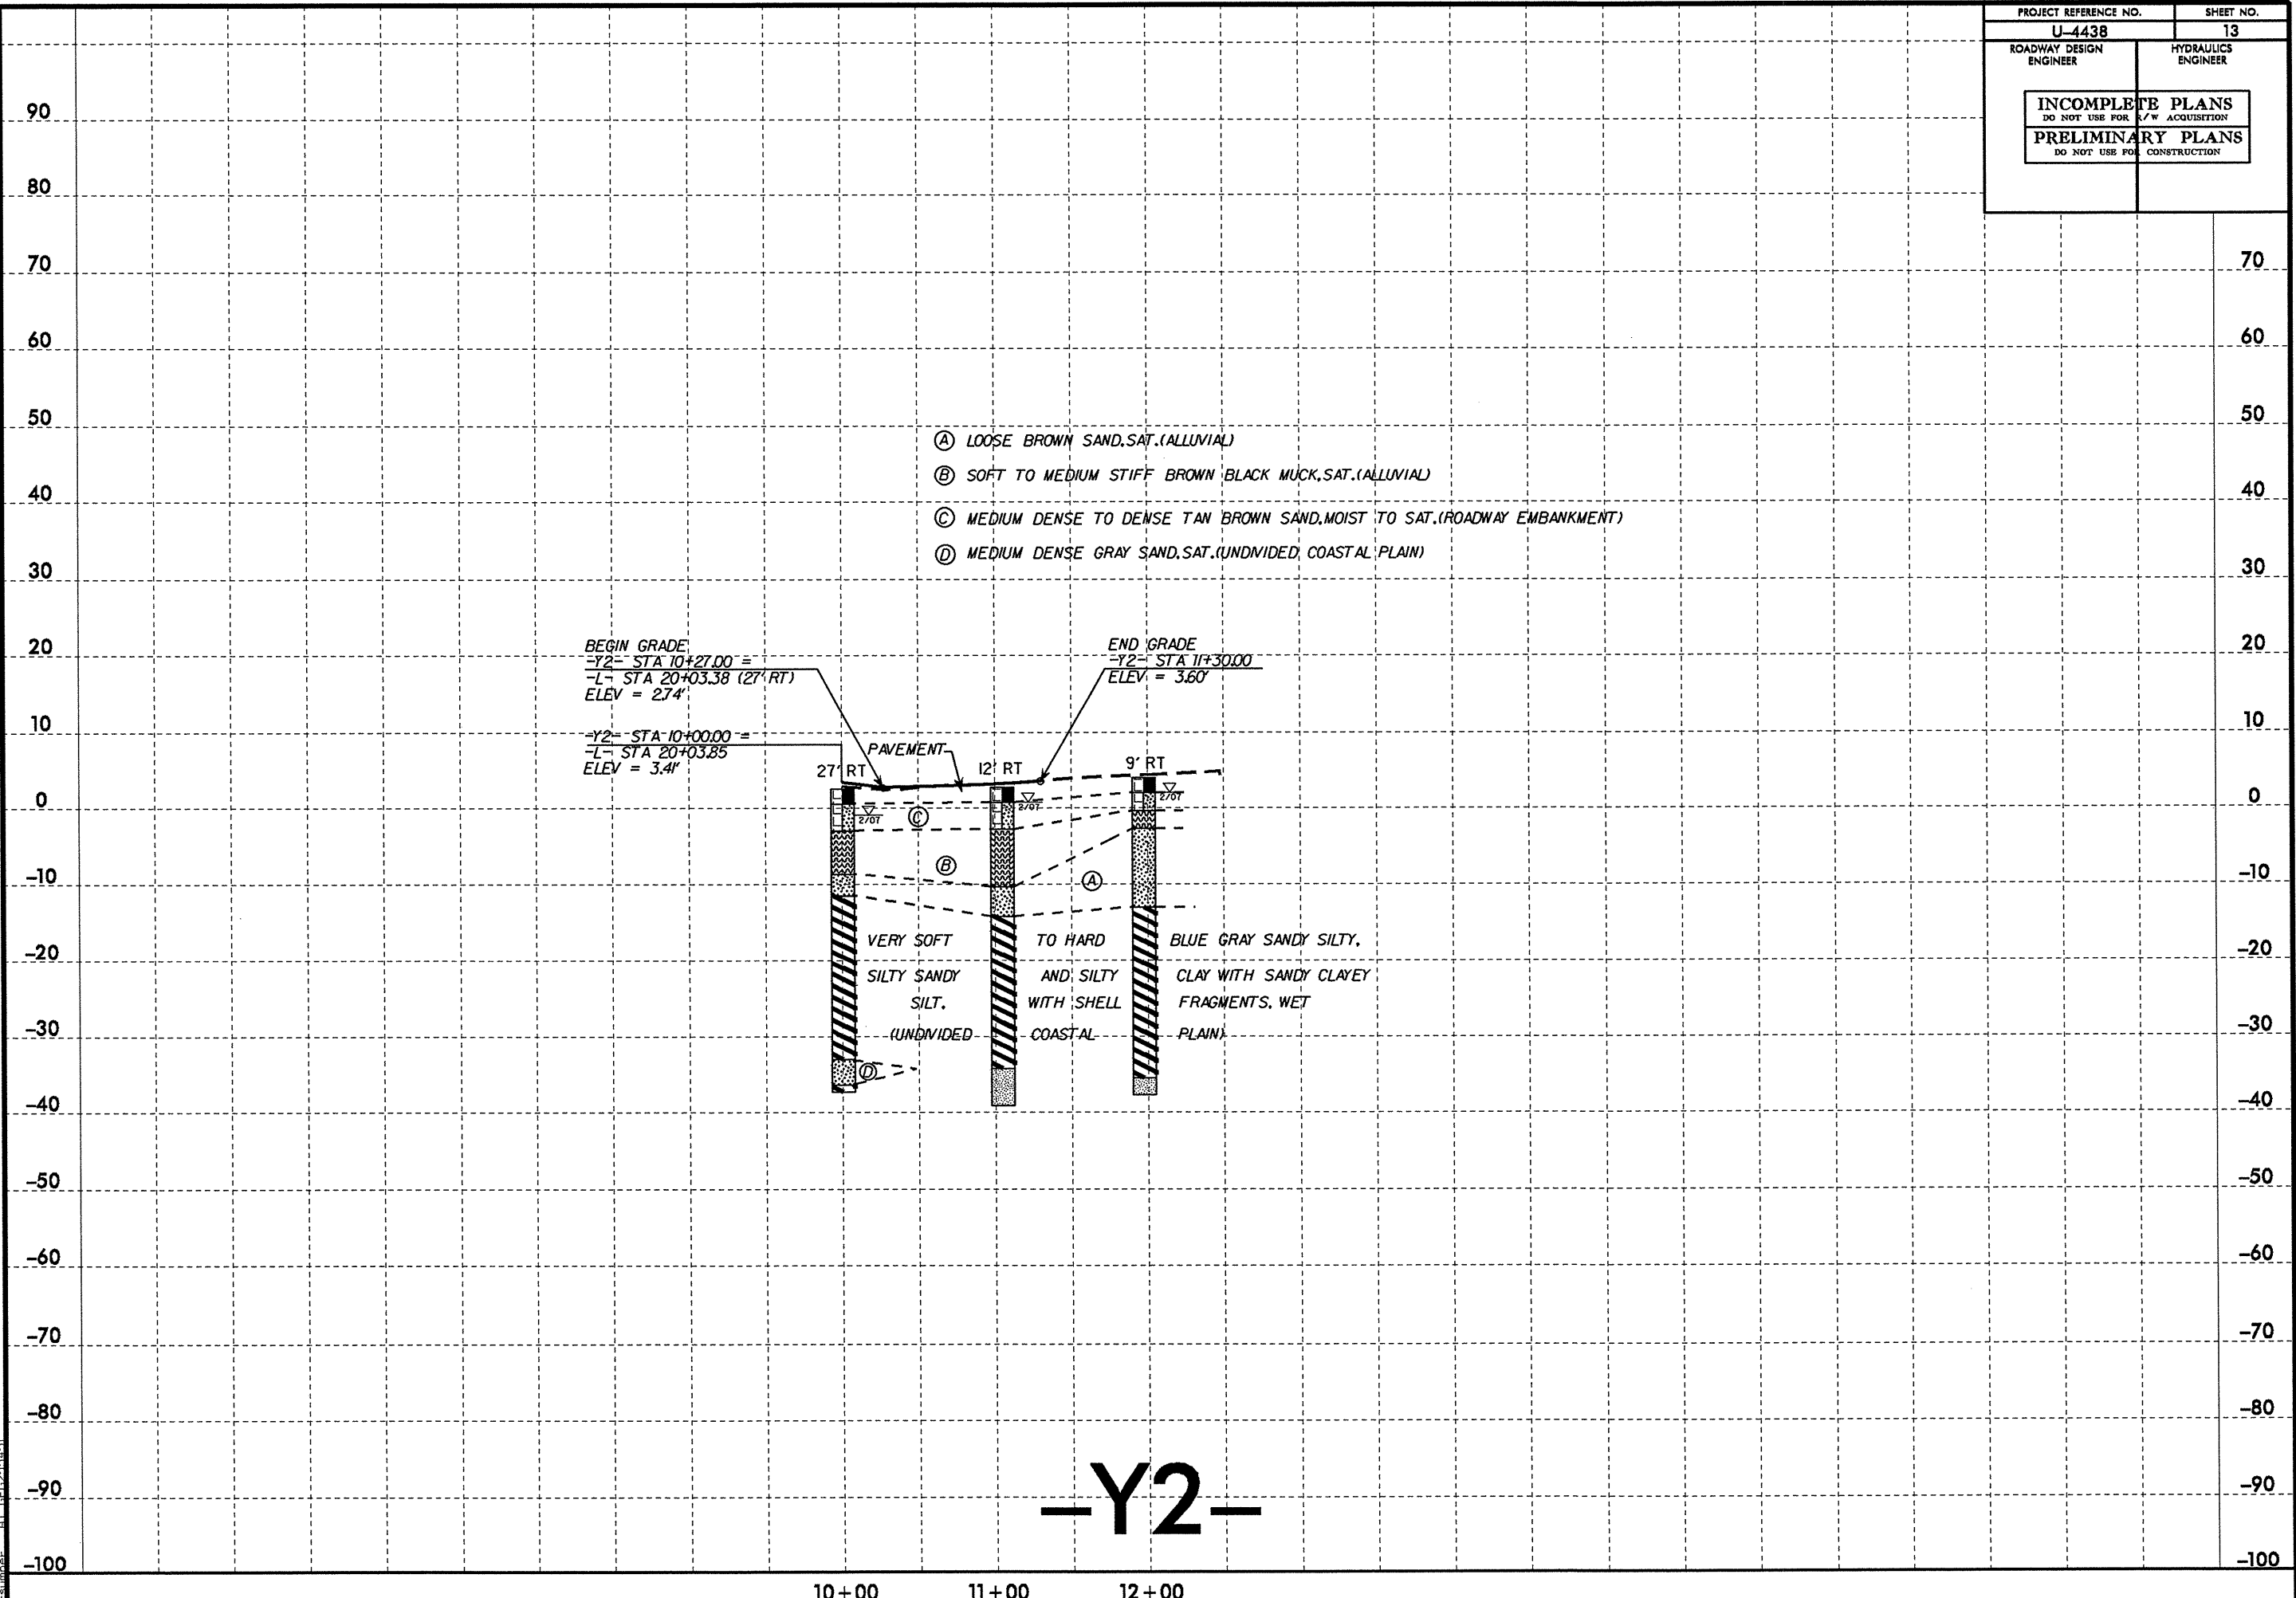 PROJECT REFERENCE NO. SHEET NO.
U-4438 13
ROADWAY DESIGN ENGINEER
HYDRAULICS ENGINEER
INCOMPLETE PLANS
DO NOT USE FOR R/W ACQUISITION
PRELIMINARY PLANS
DO NOT USE FOR CONSTRUCTION
90
80
70 70
60 60
50 50
Ⓐ LOOSE BROWN SAND. SAT. (ALLUVIAL)
Ⓑ SOFT TO MEDIUM STIFF BROWN BLACK MUCK, SAT. (ALLUVIAL)
40 40
Ⓒ MEDIUM DENSE TO DENSE TAN BROWN SAND. MOIST TO SAT. (ROADWAY EMBANKMENT)
Ⓓ MEDIUM DENSE GRAY SAND. SAT. (UNDIVIDED COASTAL PLAIN)
30 30
20 20
BEGIN GRADE
-Y2- STA 10+27.00 =
-L- STA 20+03.38 (27' RT)
ELEV = 2.74'
END GRADE
-Y2- STA 11+30.00
ELEV = 3.60'
10 10
-Y2- STA 10+00.00 =
-L- STA 20+03.85
ELEV = 3.41'
PAVEMENT
27' RT 12' RT 9' RT
0 0
2/07 2/07 2/07
Ⓒ
Ⓑ
Ⓐ
-10 -10
VERY SOFT TO HARD BLUE GRAY SANDY SILTY,
-20 -20
SILTY SANDY AND SILTY CLAY WITH SANDY CLAYEY
SILT. WITH SHELL FRAGMENTS. WET
-30 -30
(UNDIVIDED COASTAL PLAIN)
Ⓓ
-40 -40
-50 -50
-60 -60
-70 -70
-80 -80
-90 -90
-Y2-
-100 -100
10+00 11+00 12+00